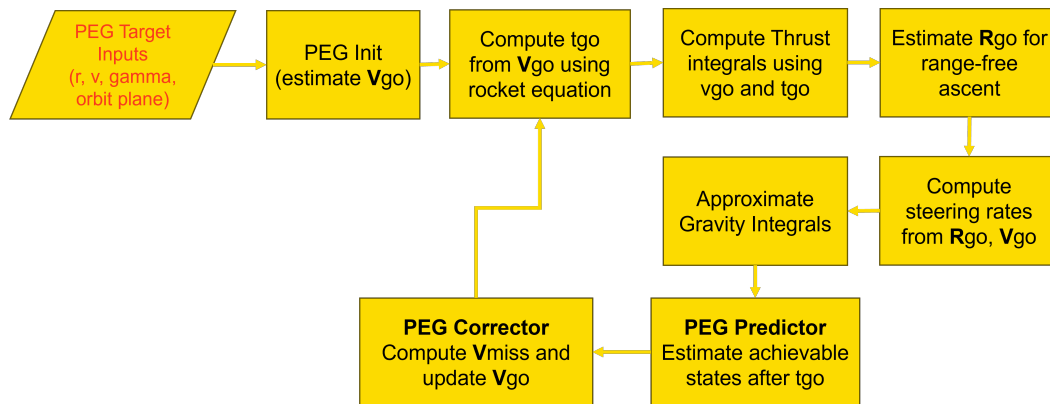 PEG Target
Inputs
(r, v, gamma,
orbit plane)
PEG Init
(estimate Vgo)
Compute tgo
from Vgo using
rocket equation
Compute Thrust
integrals using
vgo and tgo
Estimate Rgo for
range-free
ascent
Compute
steering rates
from Rgo, Vgo
Approximate
Gravity Integrals
PEG Predictor
Estimate achievable
states after tgo
PEG Corrector
Compute Vmiss and
update Vgo